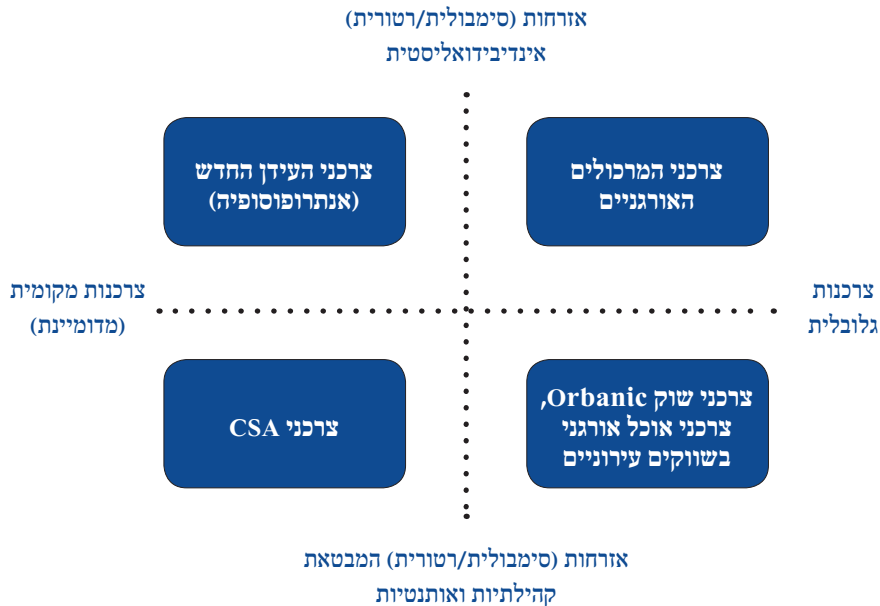 אזרחות (סימבולית/רטורית)
אינדיבידואליסטית
צרכני המרכולים
האורגניים
צרכני העידן החדש
(אנתרופוסופיה)
צרכנות
גלובלית
צרכנות מקומית
(מדומיינת)
צרכני שוק Orbanic,
צרכני אוכל אורגני
בשווקים עירוניים
צרכני CSA
אזרחות (סימבולית/רטורית) המבטאת
קהילתיות ואותנטיות